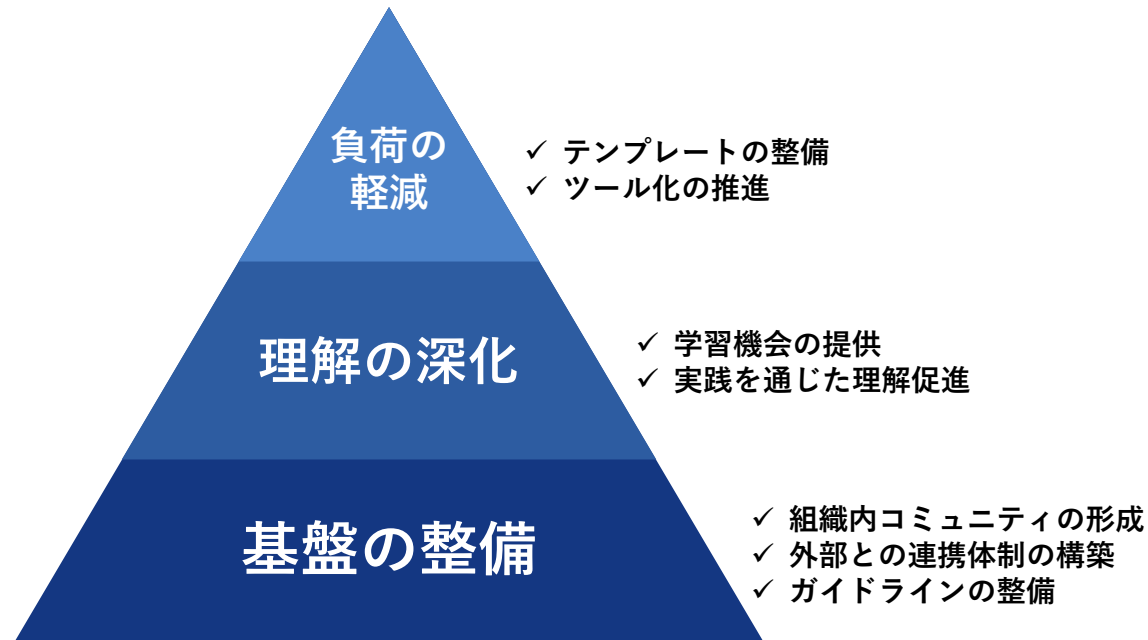 負荷の
軽減
✓ テンプレートの整備
✓ ツール化の推進
理解の深化
✓ 学習機会の提供
✓ 実践を通じた理解促進
基盤の整備
✓ 組織内コミュニティの形成
✓ 外部との連携体制の構築
✓ ガイドラインの整備